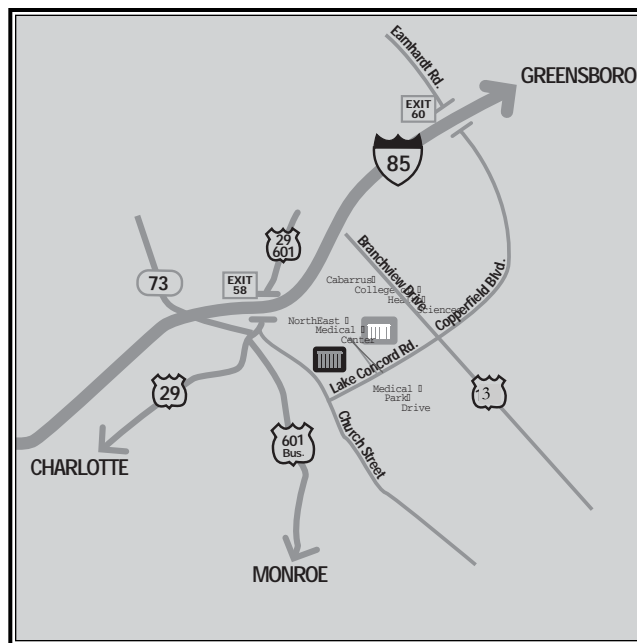 Earnhardt Rd.
GREENSBORO
EXIT
60
85
29
601
Branchview Drive
73
EXIT
58
Cabarrus
College of
Health
Sciences
Copperfield Blvd.
NorthEast
Medical
Center
Lake Concord Rd.
29
Medical
Park
Drive
13
601
Bus.
Church Street
CHARLOTTE
MONROE